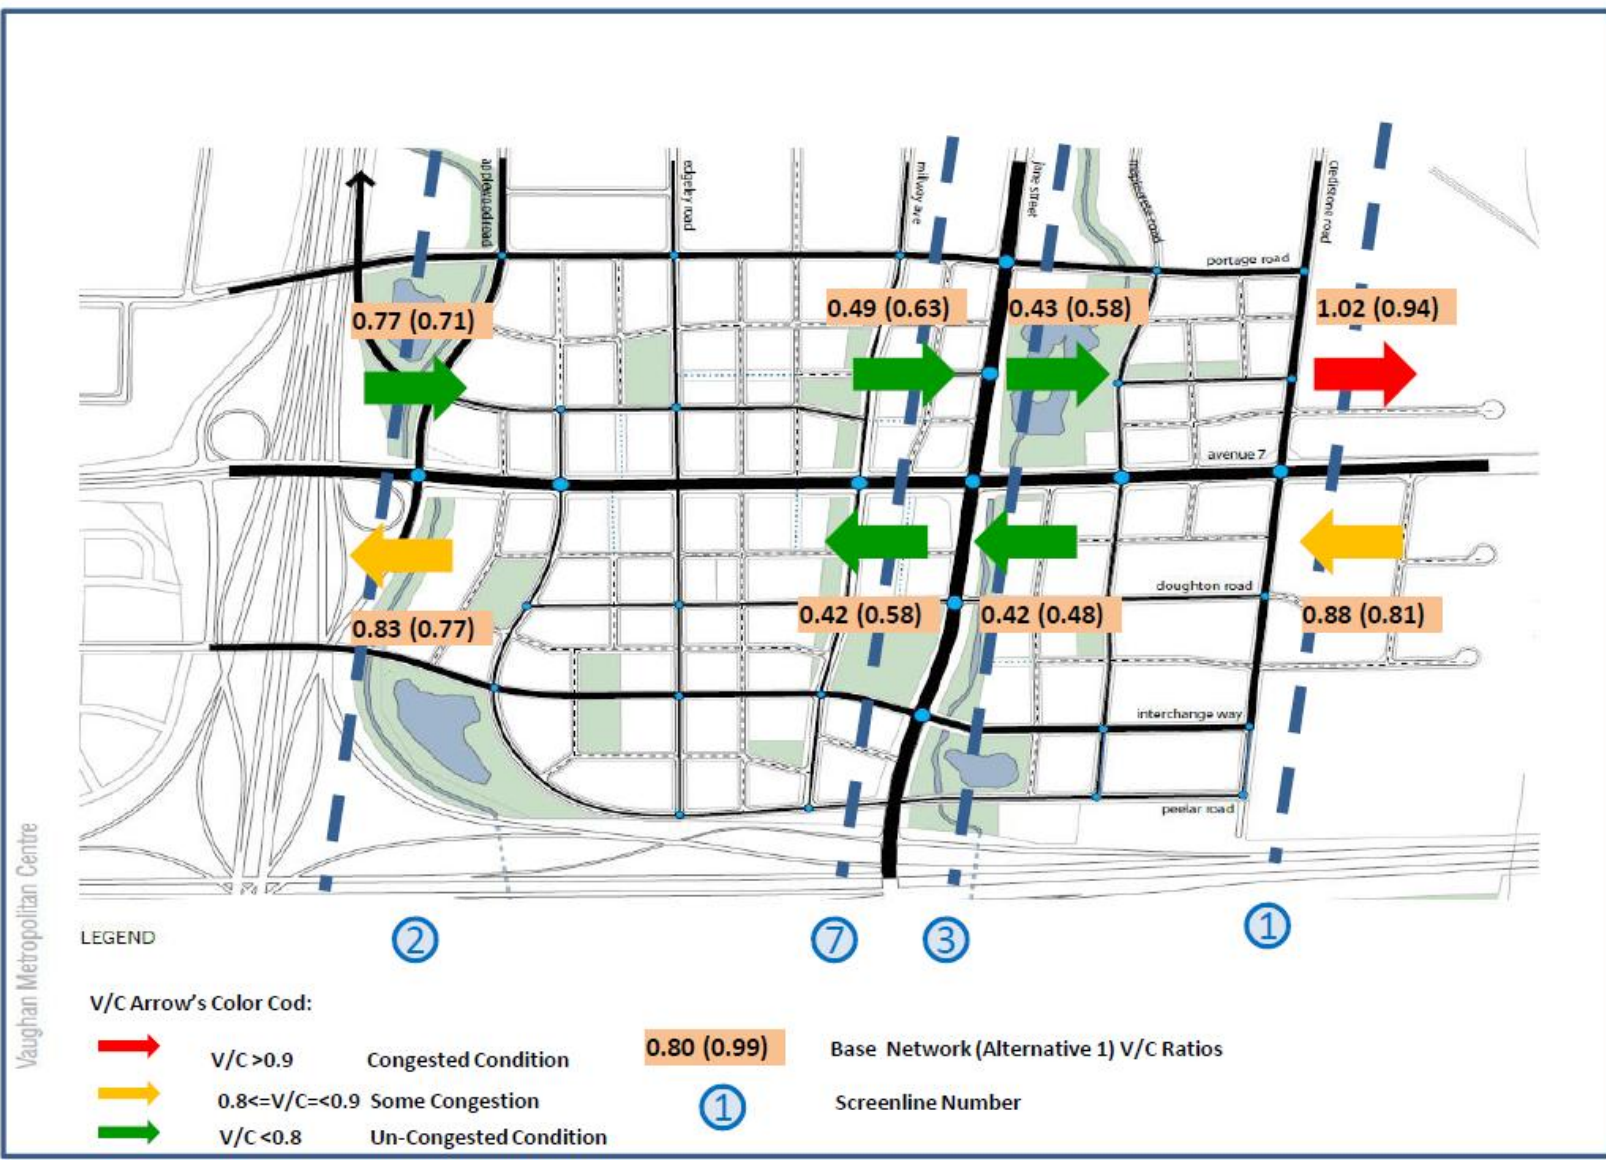 applewood road
edgeley road
millway ave
jane street
maplecrete road
creditstone road
portage road
0.77 (0.71)
0.49 (0.63)
0.43 (0.58)
1.02 (0.94)
avenue 7
doughton road
0.83 (0.77)
0.42 (0.58)
0.42 (0.48)
0.88 (0.81)
interchange way
peelar road
2
7
3
1
Vaughan Metropolitan Centre
LEGEND
V/C Arrow's Color Cod:
V/C >0.9 Congested Condition
0.8<=V/C=<0.9 Some Congestion
V/C <0.8 Un-Congested Condition
0.80 (0.99) Base Network (Alternative 1) V/C Ratios
1 Screenline Number